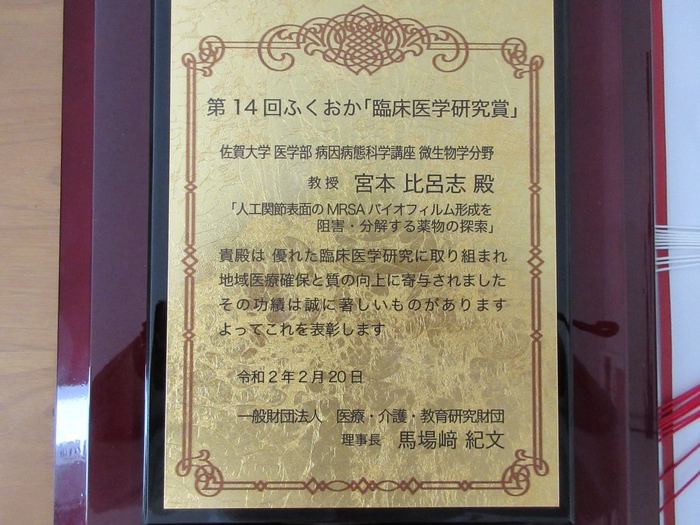 第14回ふくおか「臨床医学研究賞」
佐賀大学 医学部 病因病態科学講座 微生物学分野
教授 宮本 比呂志 殿
「人工関節表面のMRSAバイオフィルム形成を
阻害・分解する薬物の探索」
貴殿は 優れた臨床医学研究に取り組まれ
地域医療確保と質の向上に寄与されました
その功績は誠に著しいものがあります
よってこれを表彰します
令和2年2月20日
一般財団法人 医療・介護・教育研究財団
理事長 馬場﨑 紀文